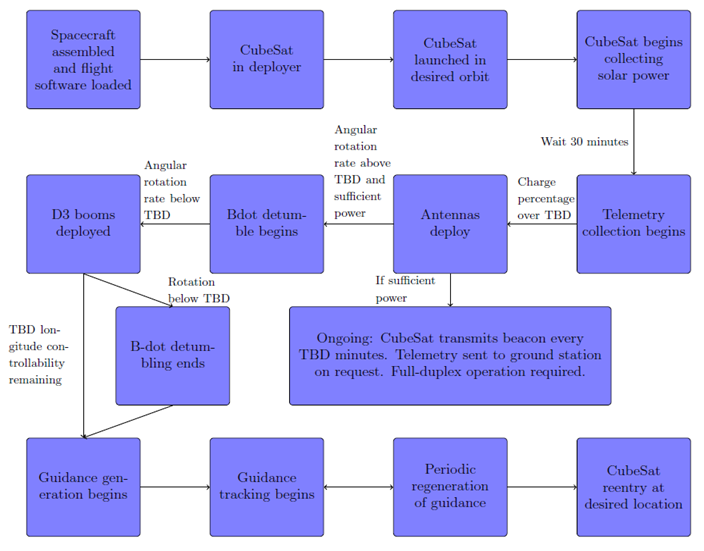 Spacecraft
assembled
and flight
software loaded
CubeSat
in deployer
CubeSat
launched in
desired orbit
CubeSat begins
collecting
solar power
Wait 30 minutes
Telemetry
collection begins
Charge
percentage
over TBD
Antennas
deploy
Angular
rotation
rate above
TBD and
sufficient
power
Bdot detum-
ble begins
Angular
rotation
rate below
TBD
D3 booms
deployed
If sufficient
power
Ongoing: CubeSat transmits beacon every
TBD minutes. Telemetry sent to ground station
on request. Full-duplex operation required.
Rotation
below TBD
B-dot detum-
bling ends
TBD lon-
gitude con-
trollability
remaining
Guidance gen-
eration begins
Guidance
tracking begins
Periodic
regeneration
of guidance
CubeSat
reentry at
desired location